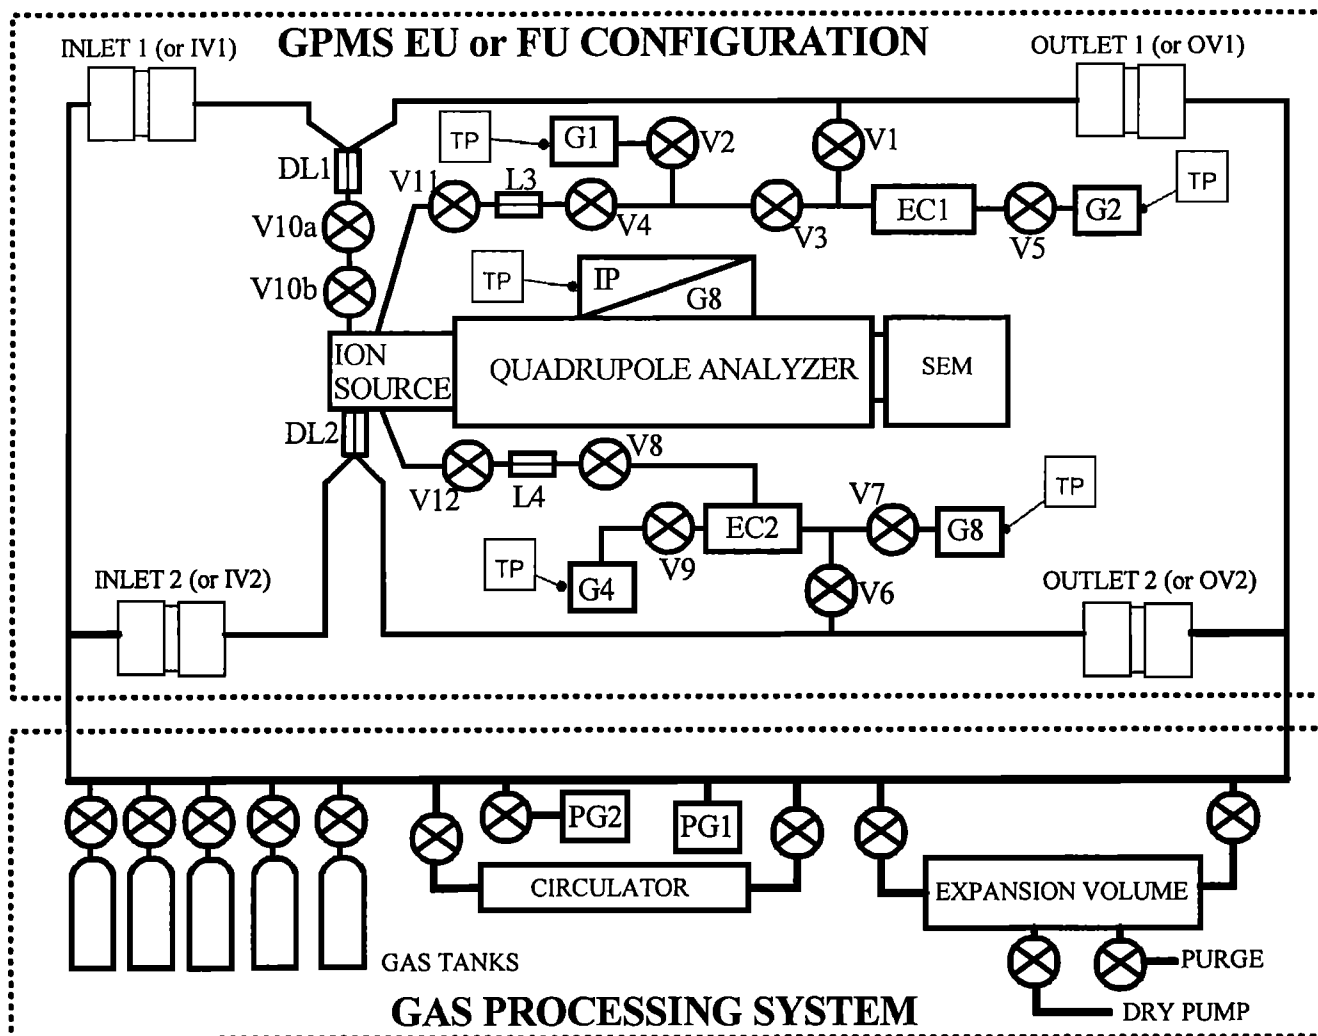 GPMS EU or FU CONFIGURATION
INLET 1 (or IV1)
OUTLET 1 (or OV1)
TP
G1
V2
V1
DL1
V11
L3
V4
V3
EC1
V5
G2
TP
V10a
V10b
TP
IP
G8
ION
SOURCE
QUADRUPOLE ANALYZER
SEM
DL2
V12
L4
V8
EC2
V7
G8
TP
V9
TP
G4
V6
INLET 2 (or IV2)
OUTLET 2 (or OV2)
PG2
PG1
CIRCULATOR
EXPANSION VOLUME
GAS TANKS
PURGE
DRY PUMP
GAS PROCESSING SYSTEM